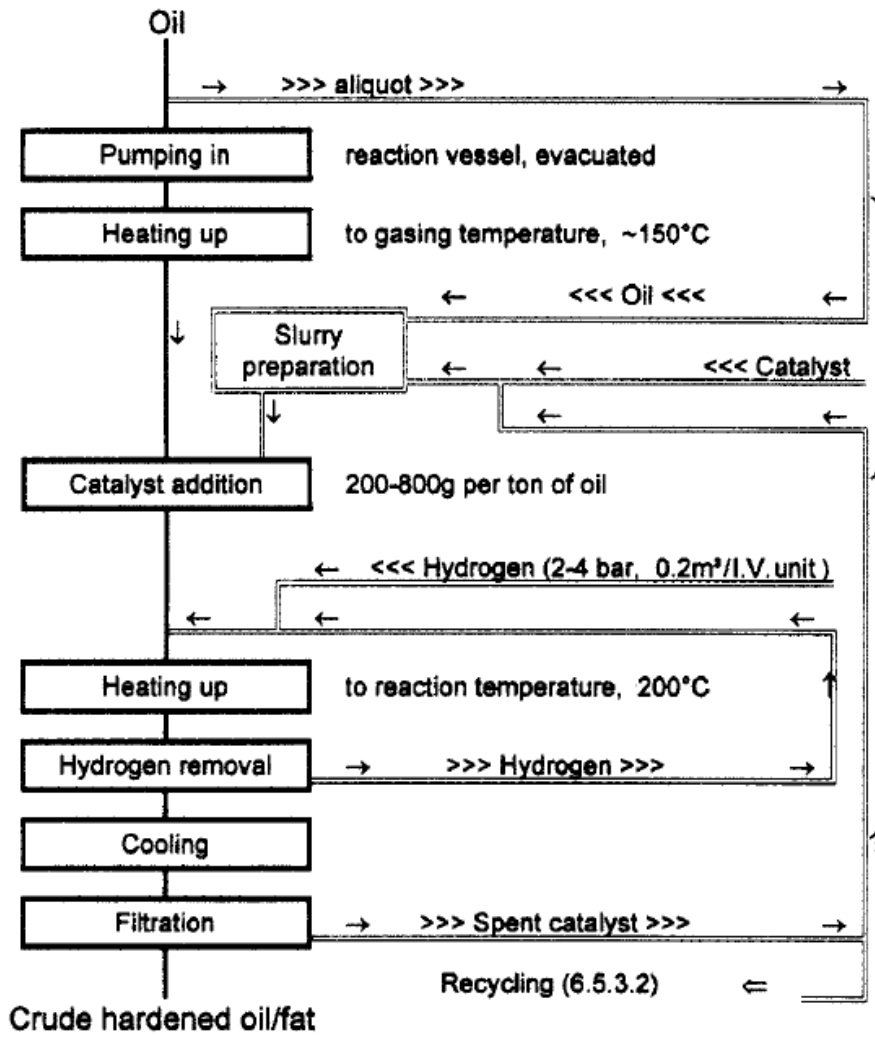 Oil
→ >>> aliquot >>> →
Pumping in reaction vessel, evacuated
Heating up to gasing temperature, ~150°C
← <<< Oil <<< ←
↓ Slurry
preparation
← ← <<< Catalyst
↓ ← ←
Catalyst addition 200-800g per ton of oil
← <<< Hydrogen (2-4 bar, 0.2m³/I.V.unit )
← ← ←
Heating up to reaction temperature, 200°C
Hydrogen removal → >>> Hydrogen >>> →
Cooling
Filtration → >>> Spent catalyst >>> →
Recycling (6.5.3.2) ⇐
Crude hardened oil/fat